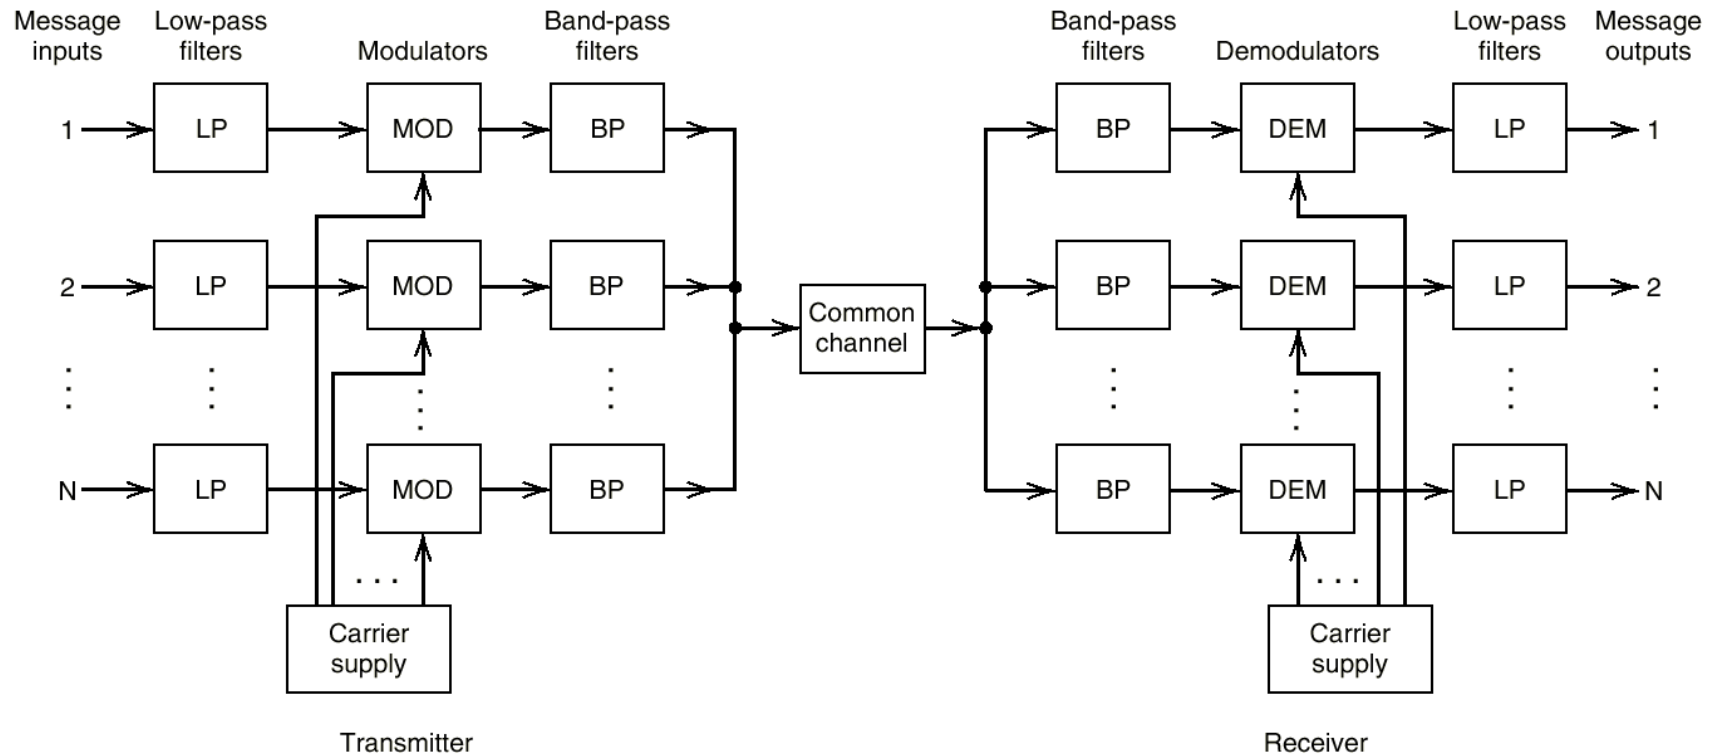 Message inputs
Low-pass filters
Modulators
Band-pass filters
Band-pass filters
Demodulators
Low-pass filters
Message outputs
1 LP MOD BP BP DEM LP 1
2 LP MOD BP BP DEM LP 2
Common
channel
N LP MOD BP BP DEM LP N
Carrier
supply
Carrier
supply
Transmitter
Receiver